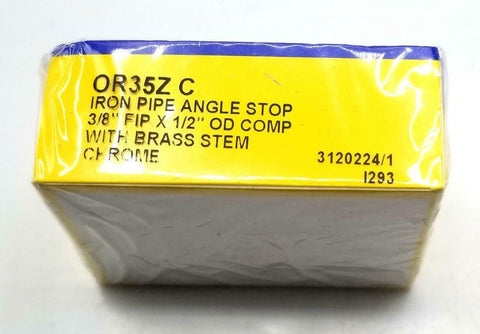 OR35Z C
IRON PIPE ANGLE STOP
3/8" FIP X 1/2" OD COMP
WITH BRASS STEM
CHROME 3120224/1
I293